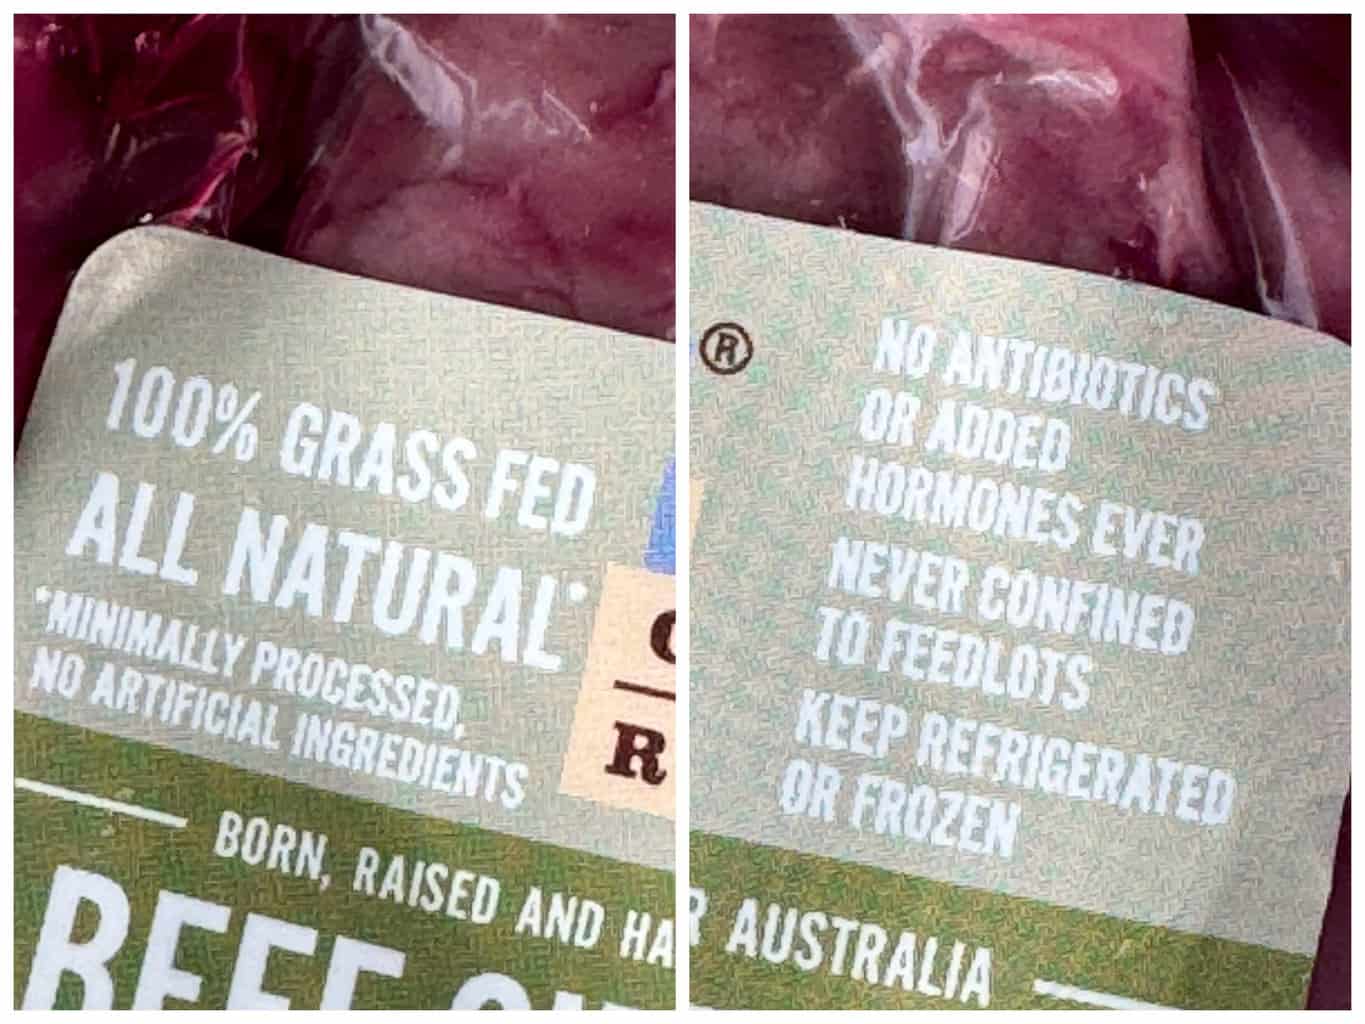 100% GRASS FED
ALL NATURAL*
*MINIMALLY PROCESSED,
NO ARTIFICIAL INGREDIENTS
BORN, RAISED AND HA
BEEF
R
®
NO ANTIBIOTICS
OR ADDED
HORMONES EVER
NEVER CONFINED
TO FEEDLOTS
KEEP REFRIGERATED
OR FROZEN
R AUSTRALIA